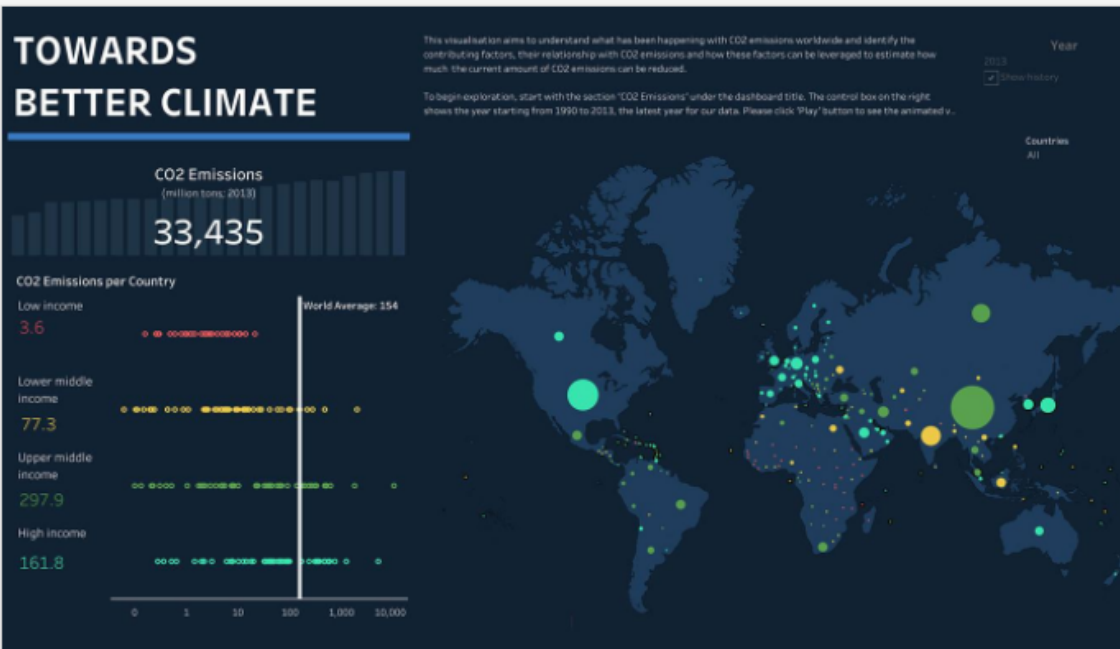 TOWARDS
BETTER CLIMATE
This visualisation aims to understand what has been happening with CO2 emissions worldwide and identify the
contributing factors, their relationship with CO2 emissions and how these factors can be leveraged to estimate how
much the current amount of CO2 emissions can be reduced.
To begin exploration, start with the section 'CO2 Emissions' under the dashboard title. The control box on the right
shows the year starting from 1990 to 2013, the latest year for our data. Please click 'Play' button to see the animated v..
Year
2013
Show history
Countries
All
CO2 Emissions
(million tons; 2013)
33,435
CO2 Emissions per Country
World Average: 154
Low income
3.6
Lower middle
income
77.3
Upper middle
income
297.9
High income
161.8
0 1 10 100 1,000 10,000